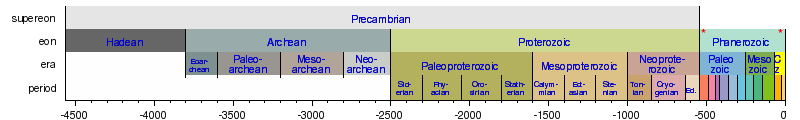 supereon Precambrian
eon Hadean Archean Proterozoic Phanerozoic
* *
era Eoar-
chean Paleo-
archean Meso-
archean Neo-
archean Paleoproterozoic Mesoproterozoic Neoprote-
rozoic Paleo
zoic Meso
zoic C
z
period Sid-
erian Rhy-
acian Oro-
sirian Stath-
erian Calym-
mian Ect-
asian Ste-
nian Ton-
ian Cryo-
genian Ed.
-4500 -4000 -3500 -3000 -2500 -2000 -1500 -1000 -500 0